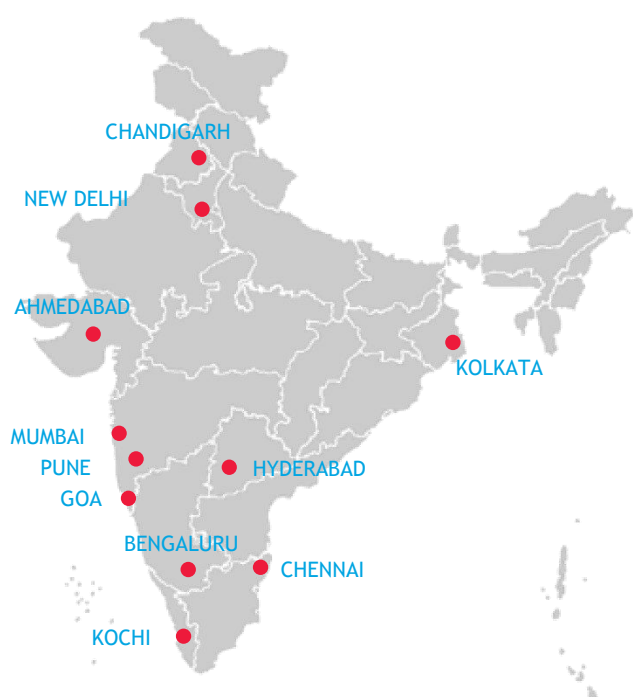 CHANDIGARH
NEW DELHI
AHMEDABAD
KOLKATA
MUMBAI
PUNE
HYDERABAD
GOA
BENGALURU
CHENNAI
KOCHI